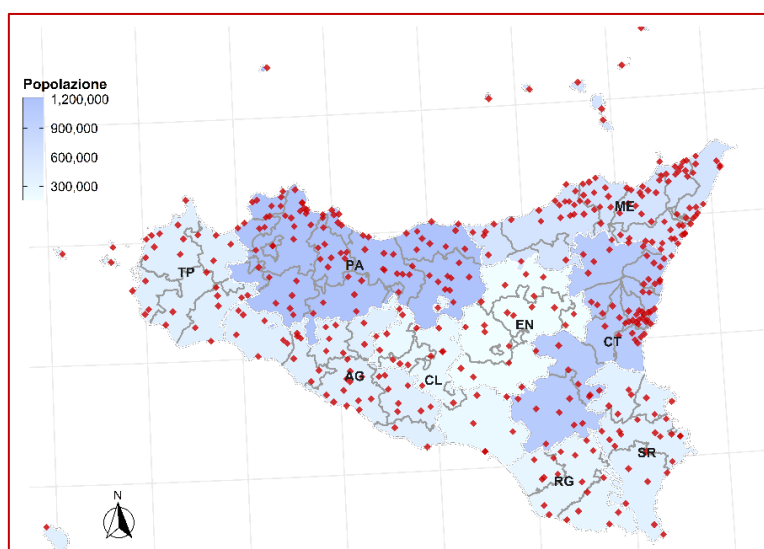 Popolazione
1,200,000
900,000
600,000
300,000
ME
PA
TP
EN
CT
AG
CL
SR
RG
N